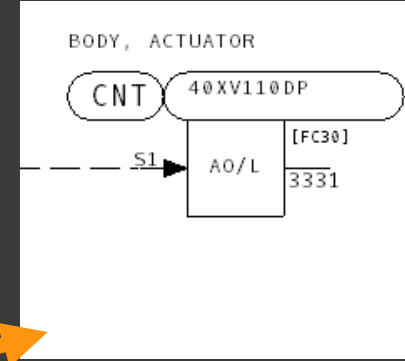 BODY, ACTUATOR
CNT 40XV110DP
[FC30]
S1 AO/L 3331